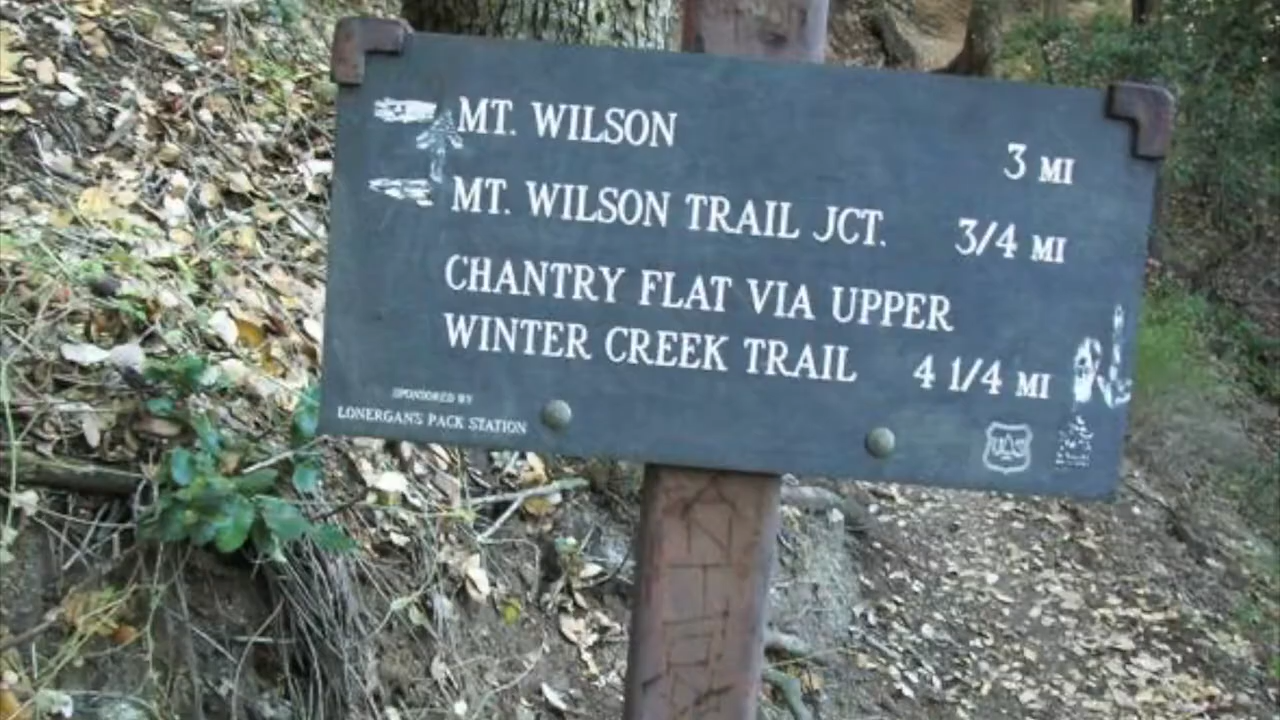 MT. WILSON 3 MI
MT. WILSON TRAIL JCT. 3/4 MI
CHANTRY FLAT VIA UPPER
WINTER CREEK TRAIL 4 1/4 MI
SPONSORED BY
LONERGAN'S PACK STATION
UAS